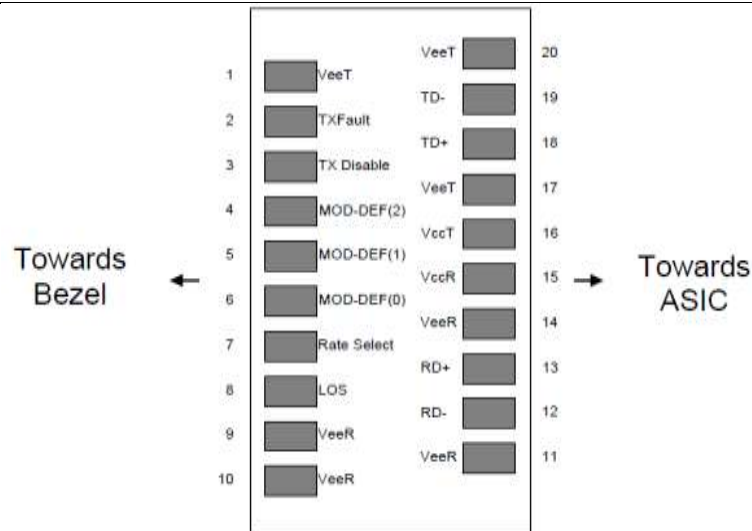 VeeT 20
1 VeeT
TD- 19
2 TXFault
TD+ 18
3 TX Disable
VeeT 17
4 MOD-DEF(2)
VccT 16
5 MOD-DEF(1)
Towards
Bezel
VccR 15
Towards
ASIC
6 MOD-DEF(0)
VeeR 14
7 Rate Select
RD+ 13
8 LOS
RD- 12
9 VeeR
VeeR 11
10 VeeR